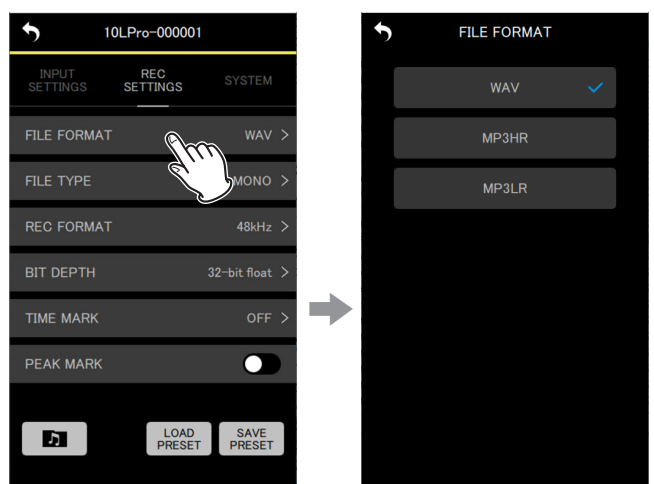 10LPro-000001
INPUT
SETTINGS
REC
SETTINGS
SYSTEM
FILE FORMAT WAV >
FILE TYPE MONO >
REC FORMAT 48kHz >
BIT DEPTH 32-bit float >
TIME MARK OFF >
PEAK MARK
LOAD
PRESET
SAVE
PRESET
FILE FORMAT
WAV
MP3HR
MP3LR